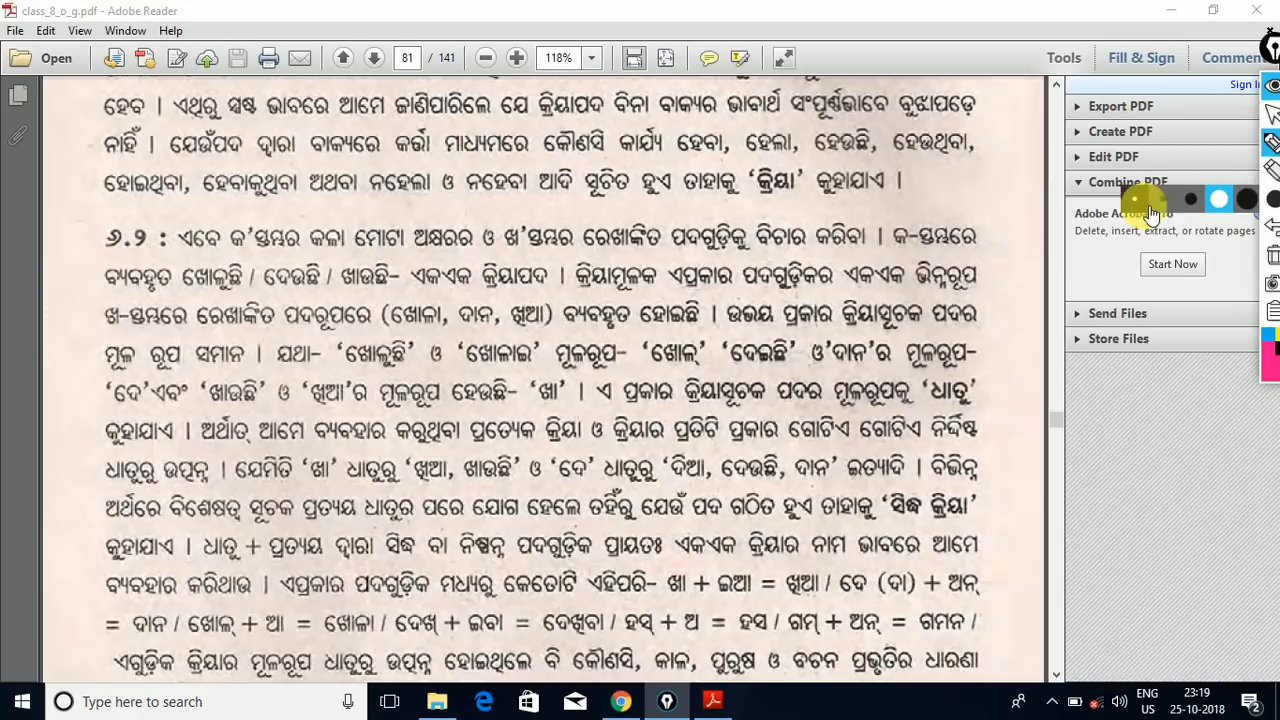 class_8_o_g.pdf - Adobe Reader
File Edit View Window Help
Open 81 / 141 118% Tools Fill & Sign Comment
ହେବ । ଏଥିରୁ ସ୍ପଷ୍ଟ ଭାବରେ ଆମେ ଜାଣିପାରିଲେ ଯେ କ୍ରିୟାପଦ ବିନା ବାକ୍ୟର ଭାବାର୍ଥ ସଂପୂର୍ଣ୍ଣଭାବେ ବୁଝାପଡ଼େ
ନାହିଁ । ଯେଉଁପଦ ଦ୍ୱାରା ବାକ୍ୟରେ କର୍ତ୍ତା ମାଧ୍ୟମରେ କୌଣସି କାର୍ଯ୍ୟ ହେବା, ହେଲା, ହେଉଛି, ହେଉଥିବା,
ହୋଇଥିବା, ହେବାକୁଥିବା ଅଥବା ନହେଲା ଓ ନହେବା ଆଦି ସୂଚିତ ହୁଏ ତାହାକୁ ‘କ୍ରିୟା’ କୁହାଯାଏ ।
୬.୨ : ଏବେ କ’ସ୍ତମ୍ଭର କଳା ମୋଟା ଅକ୍ଷରର ଓ ଖ’ସ୍ତମ୍ଭର ରେଖାଙ୍କିତ ପଦଗୁଡ଼ିକୁ ବିଚାର କରିବା । କ-ସ୍ତମ୍ଭରେ
ବ୍ୟବହୃତ ଖୋଳୁଛି / ଦେଉଛି / ଖାଉଛି- ଏକଏକ କ୍ରିୟାପଦ । କ୍ରିୟାମୂଳକ ଏପ୍ରକାର ପଦଗୁଡ଼ିକର ଏକଏକ ଭିନ୍ନରୂପ
ଖ-ସ୍ତମ୍ଭରେ ରେଖାଙ୍କିତ ପଦରୂପରେ (ଖୋଳା, ଦାନ, ଖିଆ) ବ୍ୟବହୃତ ହୋଇଛି । ଉଭୟ ପ୍ରକାର କ୍ରିୟାସୂଚକ ପଦର
ମୂଳ ରୂପ ସମାନ । ଯଥା- ‘ଖୋଳୁଛି’ ଓ ‘ଖୋଳାଇ’ ମୂଳରୂପ- ‘ଖୋଳ୍’ ‘ଦେଇଛି’ ଓ’ଦାନ’ର ମୂଳରୂପ-
‘ଦେ’ଏବଂ ‘ଖାଉଛି’ ଓ ‘ଖିଆ’ର ମୂଳରୂପ ହେଉଛି- ‘ଖା’ । ଏ ପ୍ରକାର କ୍ରିୟାସୂଚକ ପଦର ମୂଳରୂପକୁ ‘ଧାତୁ’
କୁହାଯାଏ । ଅର୍ଥାତ୍ ଆମେ ବ୍ୟବହାର କରୁଥିବା ପ୍ରତ୍ୟେକ କ୍ରିୟା ଓ କ୍ରିୟାର ପ୍ରତିଟି ପ୍ରକାର ଗୋଟିଏ ଗୋଟିଏ ନିର୍ଦ୍ଦିଷ୍ଟ
ଧାତୁରୁ ଉତ୍ପନ୍ନ । ଯେମିତି ‘ଖା’ ଧାତୁରୁ ‘ଖିଆ, ଖାଉଛି’ ଓ ‘ଦେ’ ଧାତୁରୁ ‘ଦିଆ, ଦେଉଛି, ଦାନ’ ଇତ୍ୟାଦି । ବିଭିନ୍ନ
ଅର୍ଥରେ ବିଶେଷତ୍ୱ ସୂଚକ ପ୍ରତ୍ୟୟ ଧାତୁର ପରେ ଯୋଗ ହେଲେ ତହିଁରୁ ଯେଉଁ ପଦ ଗଠିତ ହୁଏ ତାହାକୁ ‘ସିଦ୍ଧ କ୍ରିୟା’
କୁହାଯାଏ । ଧାତୁ + ପ୍ରତ୍ୟୟ ଦ୍ୱାରା ସିଦ୍ଧ ବା ନିଷ୍ପନ୍ନ ପଦଗୁଡ଼ିକ ପ୍ରାୟତଃ ଏକଏକ କ୍ରିୟାର ନାମ ଭାବରେ ଆମେ
ବ୍ୟବହାର କରିଥାଉ । ଏପ୍ରକାର ପଦଗୁଡ଼ିକ ମଧ୍ୟରୁ କେତୋଟି ଏହିପରି- ଖା + ଇଆ = ଖିଆ / ଦେ (ଦା) + ଅନ୍
= ଦାନ / ଖୋଳ୍ + ଆ = ଖୋଳା / ଦେଖ୍ + ଇବା = ଦେଖିବା / ହସ୍ + ଅ = ହସ / ଗମ୍ + ଅନ୍ = ଗମନ /
ଏଗୁଡ଼ିକ କ୍ରିୟାର ମୂଳରୂପ ଧାତୁରୁ ଉତ୍ପନ୍ନ ହୋଇଥିଲେ ବି କୌଣସି, କାଳ, ପୁରୁଷ ଓ ବଚନ ପ୍ରଭୃତିର ଧାରଣା
Export PDF
Create PDF
Edit PDF
Combine PDF
Delete, insert, extract, or rotate pages
Start Now
Send Files
Store Files
Type here to search
ENG
US
23:19
25-10-2018
2